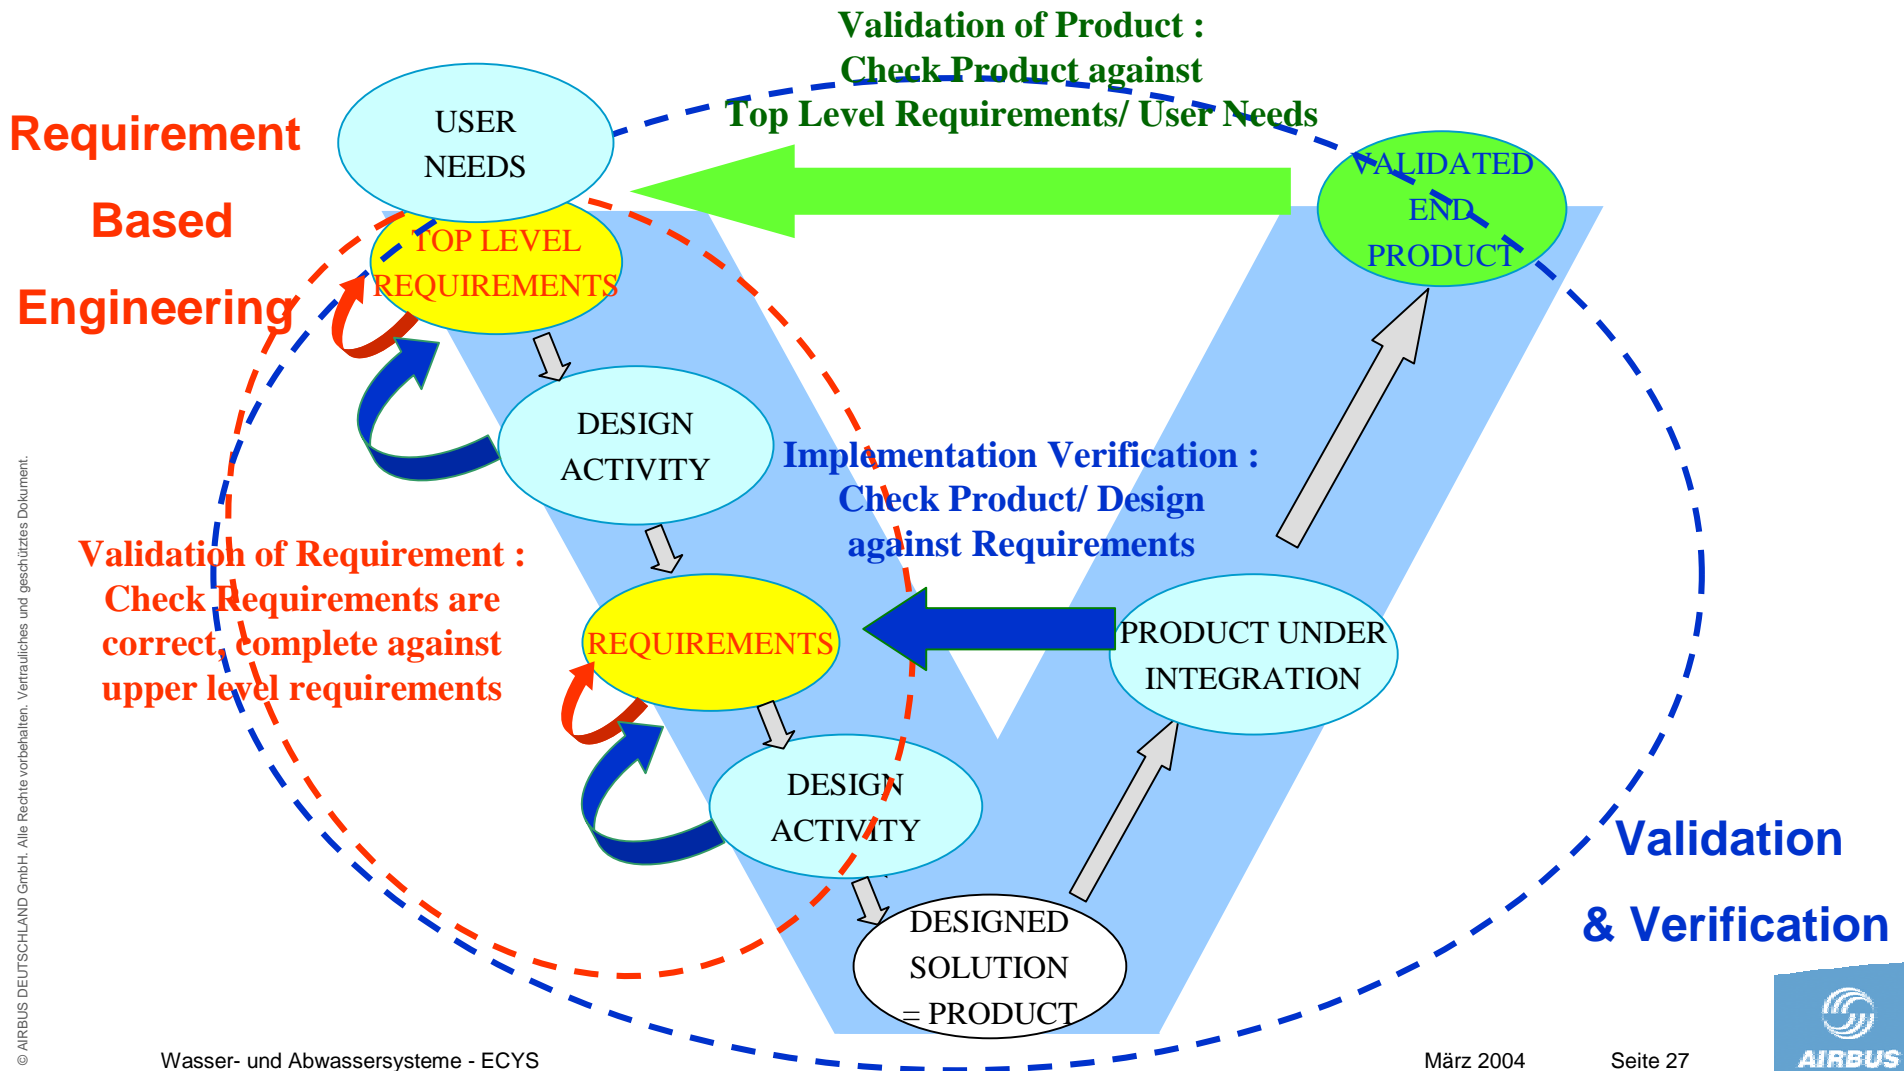 Validation of Product :
Check Product against
Top Level Requirements/ User Needs
Requirement
Based
Engineering
USER
NEEDS
TOP LEVEL
REQUIREMENTS
VALIDATED
END
PRODUCT
DESIGN
ACTIVITY
Implementation Verification :
Check Product/ Design
against Requirements
Validation of Requirement :
Check Requirements are
correct, complete against
upper level requirements
REQUIREMENTS
PRODUCT UNDER
INTEGRATION
DESIGN
ACTIVITY
DESIGNED
SOLUTION
= PRODUCT
Validation
& Verification
© AIRBUS DEUTSCHLAND GmbH. Alle Rechte vorbehalten. Vertrauliches und geschütztes Dokument.
Wasser- und Abwassersysteme - ECYS
März 2004
Seite 27
AIRBUS